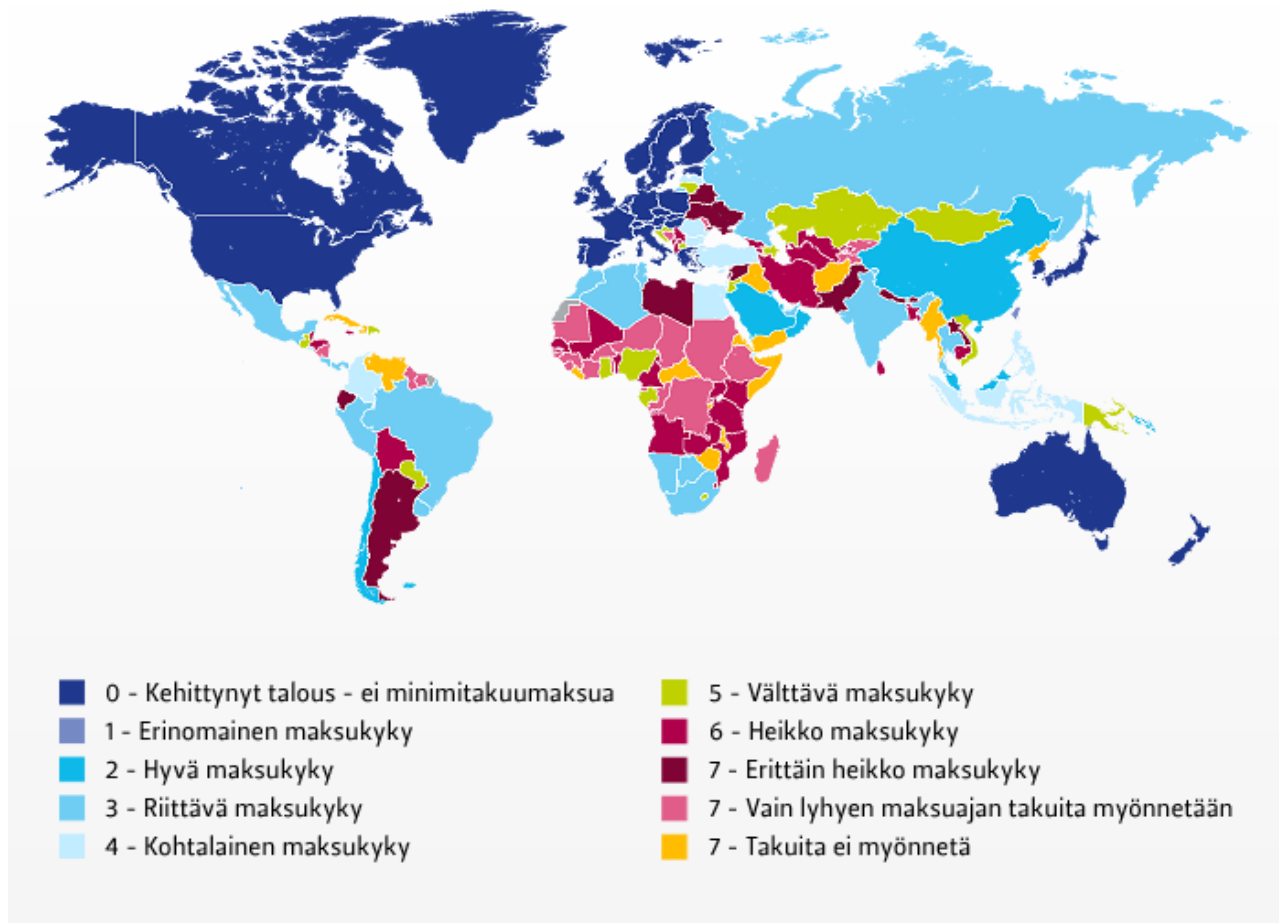 0 - Kehittynyt talous - ei minimitakuumaksua
1 - Erinomainen maksukyky
2 - Hyvä maksukyky
3 - Riittävä maksukyky
4 - Kohtalainen maksukyky
5 - Välttävä maksukyky
6 - Heikko maksukyky
7 - Erittäin heikko maksukyky
7 - Vain lyhyen maksuajan takuita myönnetään
7 - Takuita ei myönnetä